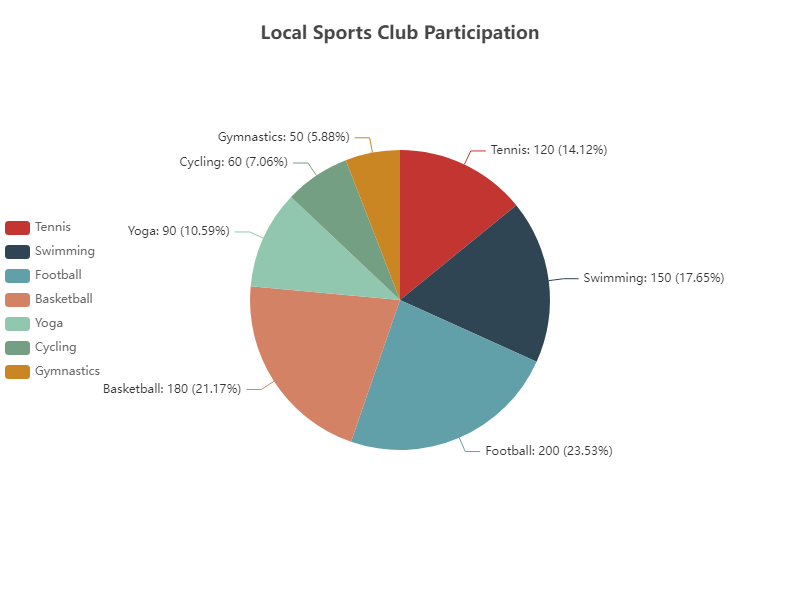 Local Sports Club Participation
Gymnastics: 50 (5.88%)
Tennis: 120 (14.12%)
Cycling: 60 (7.06%)
Yoga: 90 (10.59%)
Swimming: 150 (17.65%)
Basketball: 180 (21.17%)
Football: 200 (23.53%)
Tennis
Swimming
Football
Basketball
Yoga
Cycling
Gymnastics